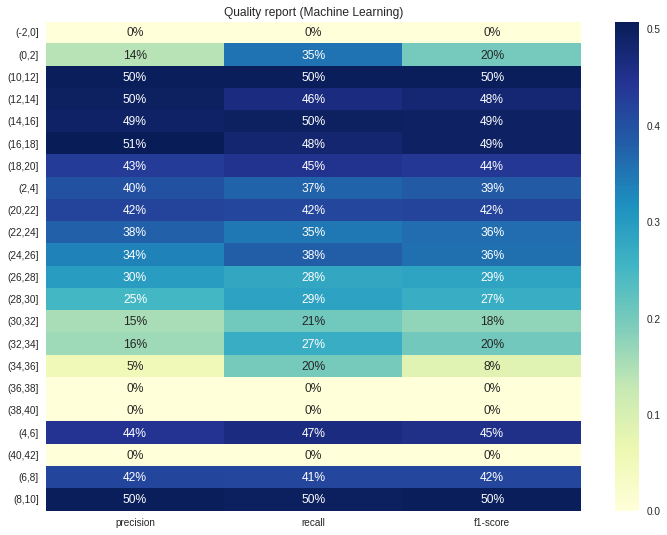 Quality report (Machine Learning)
(-2,0] 0% 0% 0%
(0,2] 14% 35% 20%
(10,12] 50% 50% 50%
(12,14] 50% 46% 48%
(14,16] 49% 50% 49%
(16,18] 51% 48% 49%
(18,20] 43% 45% 44%
(2,4] 40% 37% 39%
(20,22] 42% 42% 42%
(22,24] 38% 35% 36%
(24,26] 34% 38% 36%
(26,28] 30% 28% 29%
(28,30] 25% 29% 27%
(30,32] 15% 21% 18%
(32,34] 16% 27% 20%
(34,36] 5% 20% 8%
(36,38] 0% 0% 0%
(38,40] 0% 0% 0%
(4,6] 44% 47% 45%
(40,42] 0% 0% 0%
(6,8] 42% 41% 42%
(8,10] 50% 50% 50%
precision recall f1-score
0.5
0.4
0.3
0.2
0.1
0.0